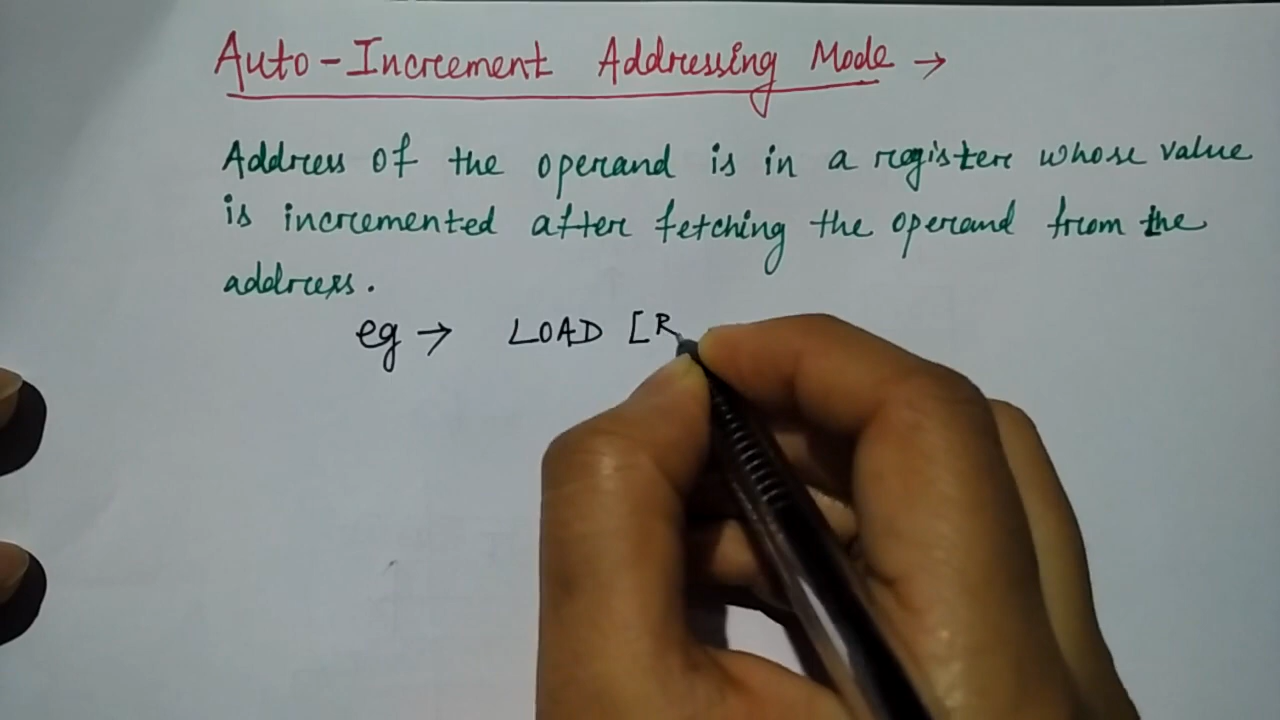 Auto-Increment Addressing Mode →
Address of the operand is in a register whose value
is incremented after fetching the operand from the
address.
eg → LOAD [R